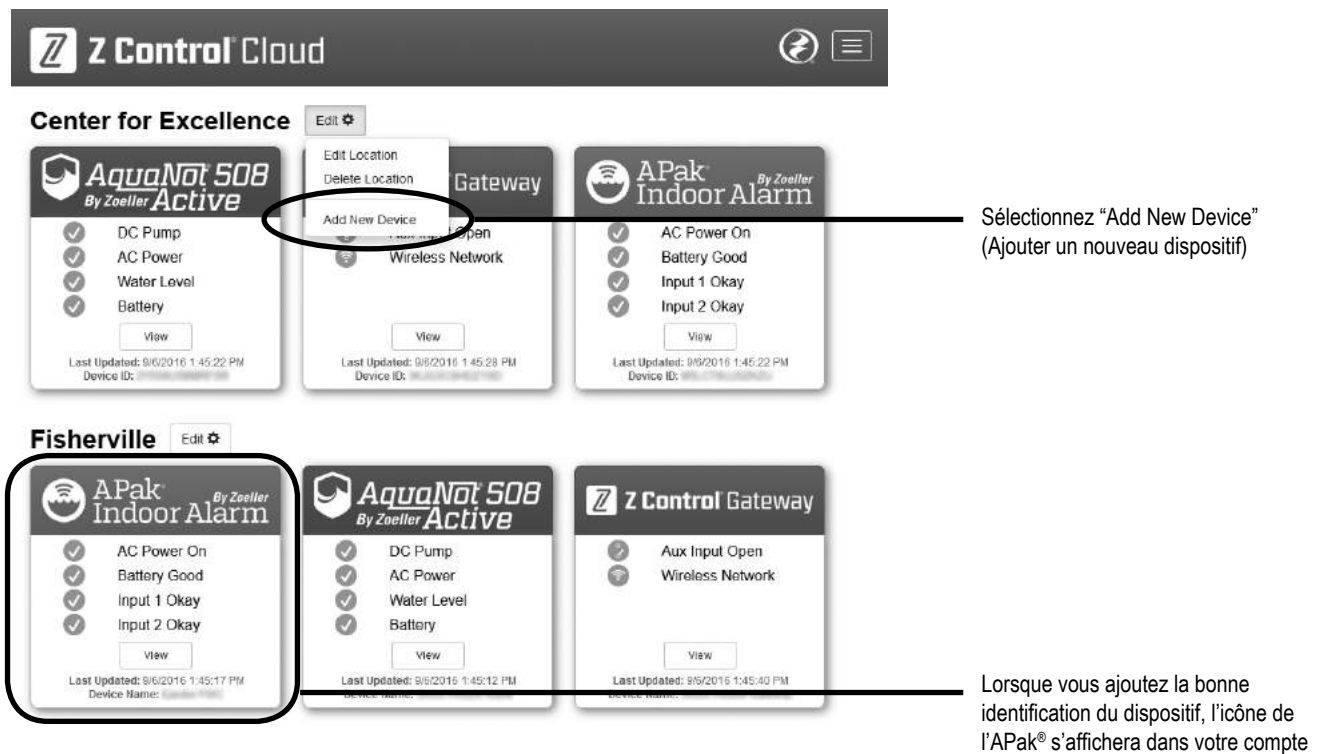 Z Control® Cloud
Center for Excellence Edit
Edit Location
Delete Location
Add New Device
AquaNot® 508
By Zoeller Active
DC Pump
AC Power
Water Level
Battery
View
Last Updated: 9/6/2016 1:45:22 PM
Device ID:
Gateway
Aux Input Open
Wireless Network
View
Last Updated: 9/6/2016 1:45:28 PM
Device ID:
APak® By Zoeller
Indoor Alarm
AC Power On
Battery Good
Input 1 Okay
Input 2 Okay
View
Last Updated: 9/6/2016 1:45:22 PM
Device ID:
Sélectionnez “Add New Device”
(Ajouter un nouveau dispositif)
Fisherville Edit
APak® By Zoeller
Indoor Alarm
AC Power On
Battery Good
Input 1 Okay
Input 2 Okay
View
Last Updated: 9/6/2016 1:45:17 PM
Device Name:
AquaNot® 508
By Zoeller Active
DC Pump
AC Power
Water Level
Battery
View
Last Updated: 9/6/2016 1:45:12 PM
Device Name:
Z Control® Gateway
Aux Input Open
Wireless Network
View
Last Updated: 9/6/2016 1:45:40 PM
Device Name:
Lorsque vous ajoutez la bonne
identification du dispositif, l’icône de
l’APak® s’affichera dans votre compte